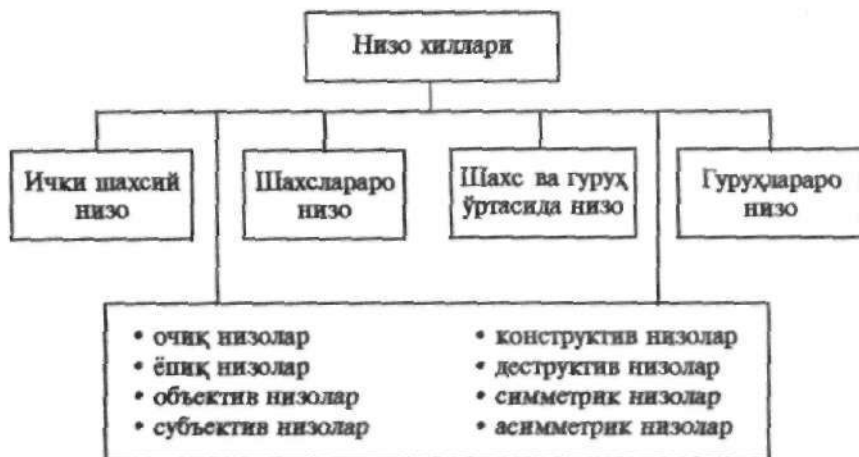 Низо хиллари
Ички шахсий
низо
Шахслараро
низо
Шахс ва гуруҳ
ўртасида низо
Гуруҳлараро
низо
• очиқ низолар
• ёпиқ низолар
• объектив низолар
• субъектив низолар
• конструктив низолар
• деструктив низолар
• симметрик низолар
• асимметрик низолар